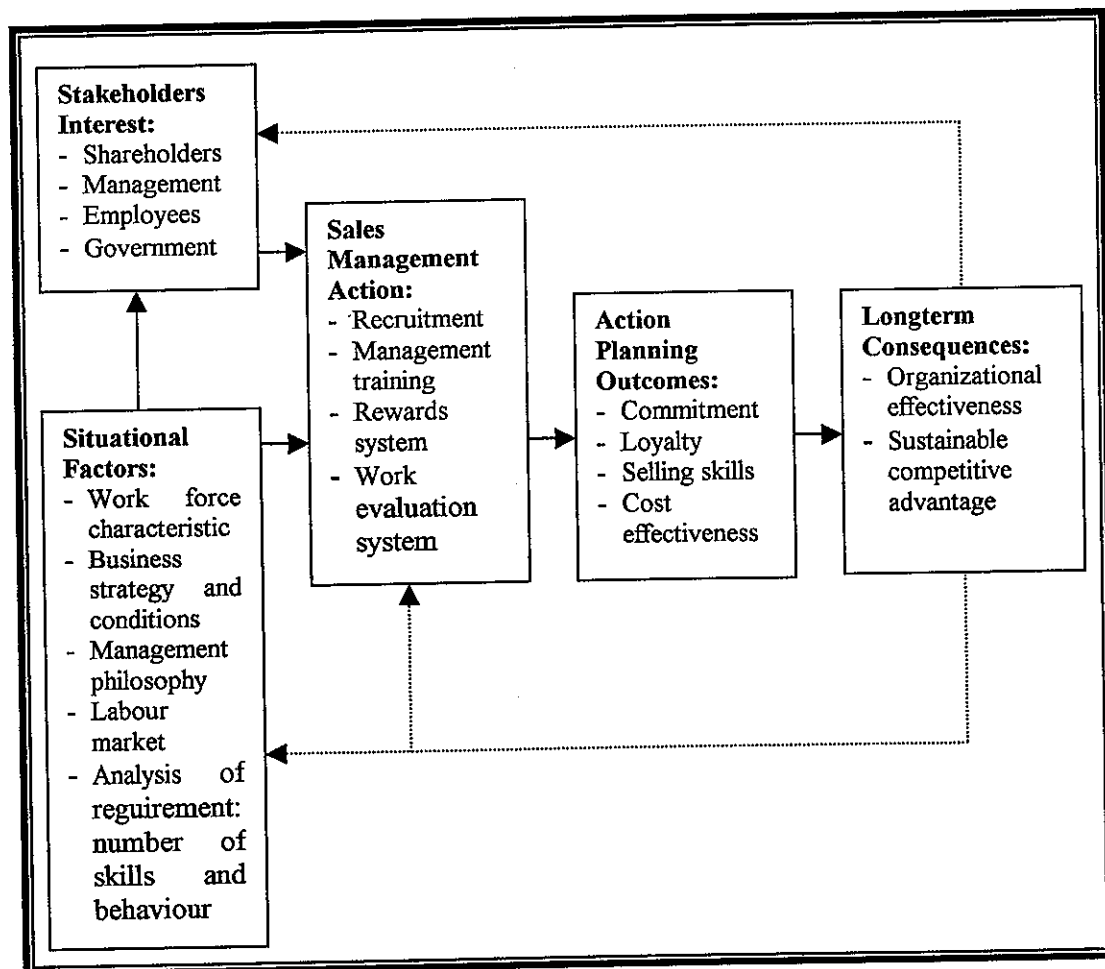 Stakeholders
Interest:
- Shareholders
- Management
- Employees
- Government
Situational
Factors:
- Work force
characteristic
- Business
strategy and
conditions
- Management
philosophy
- Labour
market
- Analysis of
reguirement:
number of
skills and
behaviour
Sales
Management
Action:
- Recruitment
- Management
training
- Rewards
system
- Work
evaluation
system
Action
Planning
Outcomes:
- Commitment
- Loyalty
- Selling skills
- Cost
effectiveness
Longterm
Consequences:
- Organizational
effectiveness
- Sustainable
competitive
advantage